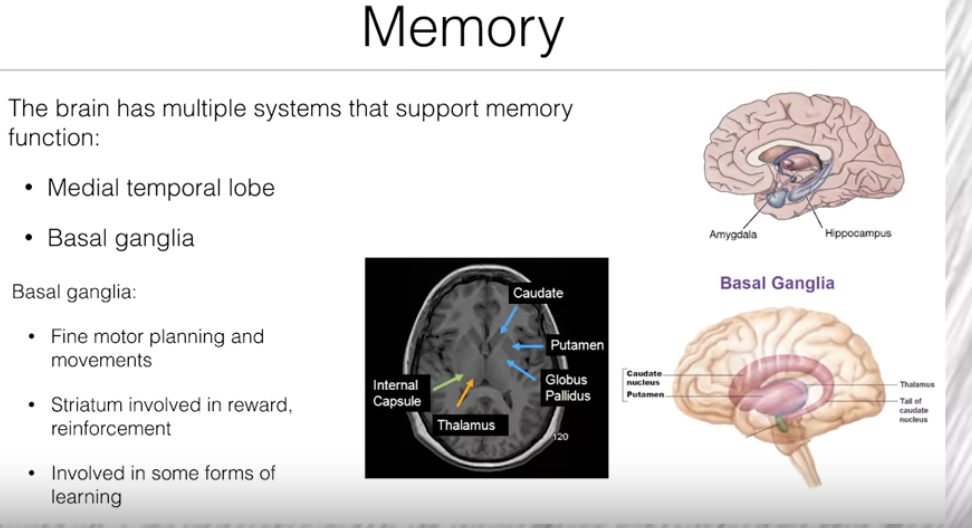 Memory
The brain has multiple systems that support memory
function:
• Medial temporal lobe
• Basal ganglia
Basal ganglia:
• Fine motor planning and
movements
• Striatum involved in reward,
reinforcement
• Involved in some forms of
learning
Amygdala
Hippocampus
Caudate
Putamen
Globus
Pallidus
Internal
Capsule
Thalamus
120
Basal Ganglia
Caudate
nucleus
Putamen
Thalamus
Tail of
caudate
nucleus